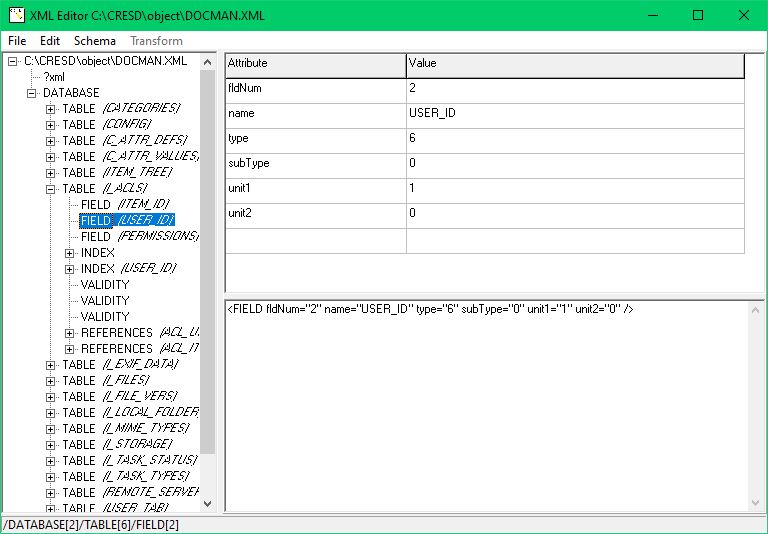 XML Editor C:\CRESD\object\DOCMAN.XML
File Edit Schema Transform
C:\CRESD\object\DOCMAN.XML
?xml
DATABASE
TABLE (CATEGORIES)
TABLE (CONFIG)
TABLE (C_ATTR_DEFS)
TABLE (C_ATTR_VALUES)
TABLE (ITEM_TREE)
TABLE (I_ACLS)
FIELD (ITEM_ID)
FIELD (USER_ID)
FIELD (PERMISSIONS)
INDEX
INDEX (USER_ID)
VALIDITY
VALIDITY
VALIDITY
REFERENCES (ACL_U
REFERENCES (ACL_IT
TABLE (I_EXIF_DATA)
TABLE (I_FILES)
TABLE (I_FILE_VERS)
TABLE (I_LOCAL_FOLDER
TABLE (I_MIME_TYPES)
TABLE (I_STORAGE)
TABLE (I_TASK_STATUS)
TABLE (I_TASK_TYPES)
TABLE (REMOTE_SERVER
TABLE (USER_TAB)
Attribute Value
fldNum 2
name USER_ID
type 6
subType 0
unit1 1
unit2 0
<FIELD fldNum="2" name="USER_ID" type="6" subType="0" unit1="1" unit2="0" />
/DATABASE[2]/TABLE[6]/FIELD[2]